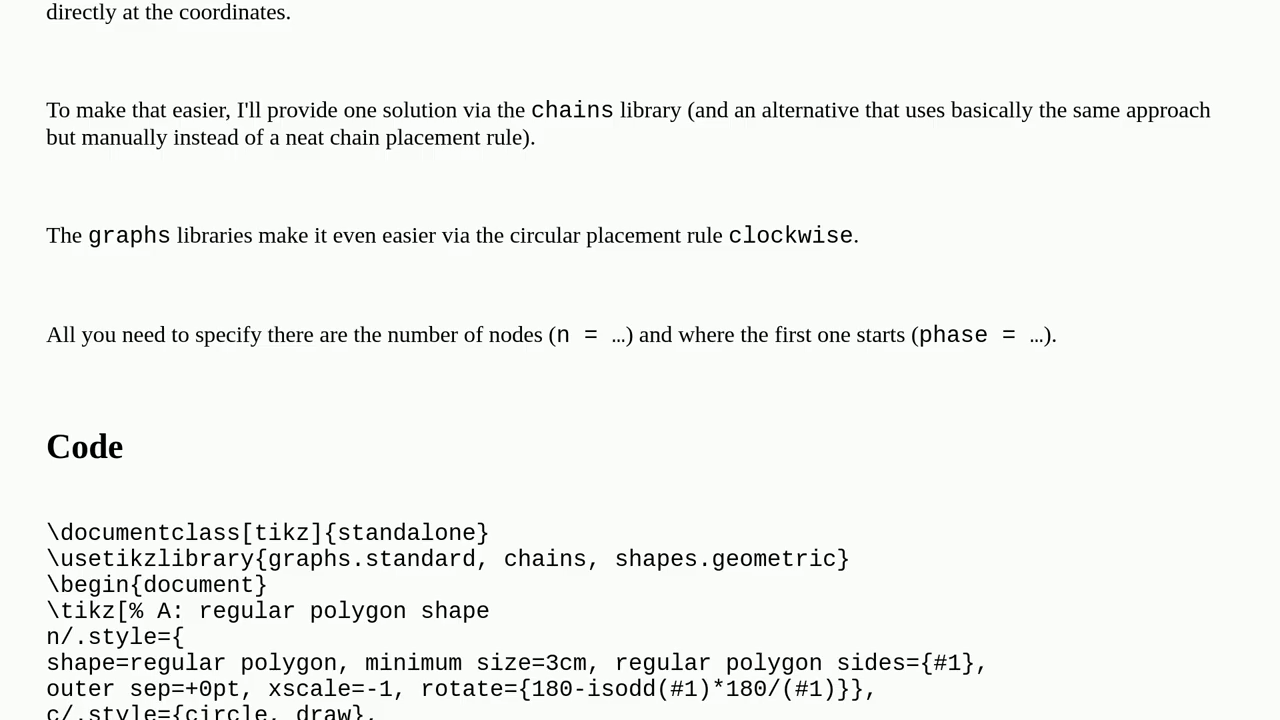 directly at the coordinates.
To make that easier, I'll provide one solution via the chains library (and an alternative that uses basically the same approach
but manually instead of a neat chain placement rule).
The graphs libraries make it even easier via the circular placement rule clockwise.
All you need to specify there are the number of nodes (n = …) and where the first one starts (phase = …).
Code
\documentclass[tikz]{standalone}
\usetikzlibrary{graphs.standard, chains, shapes.geometric}
\begin{document}
\tikz[% A: regular polygon shape
n/.style={
shape=regular polygon, minimum size=3cm, regular polygon sides={#1},
outer sep=+0pt, xscale=-1, rotate={180-isodd(#1)*180/(#1)}},
c/.style={circle, draw},